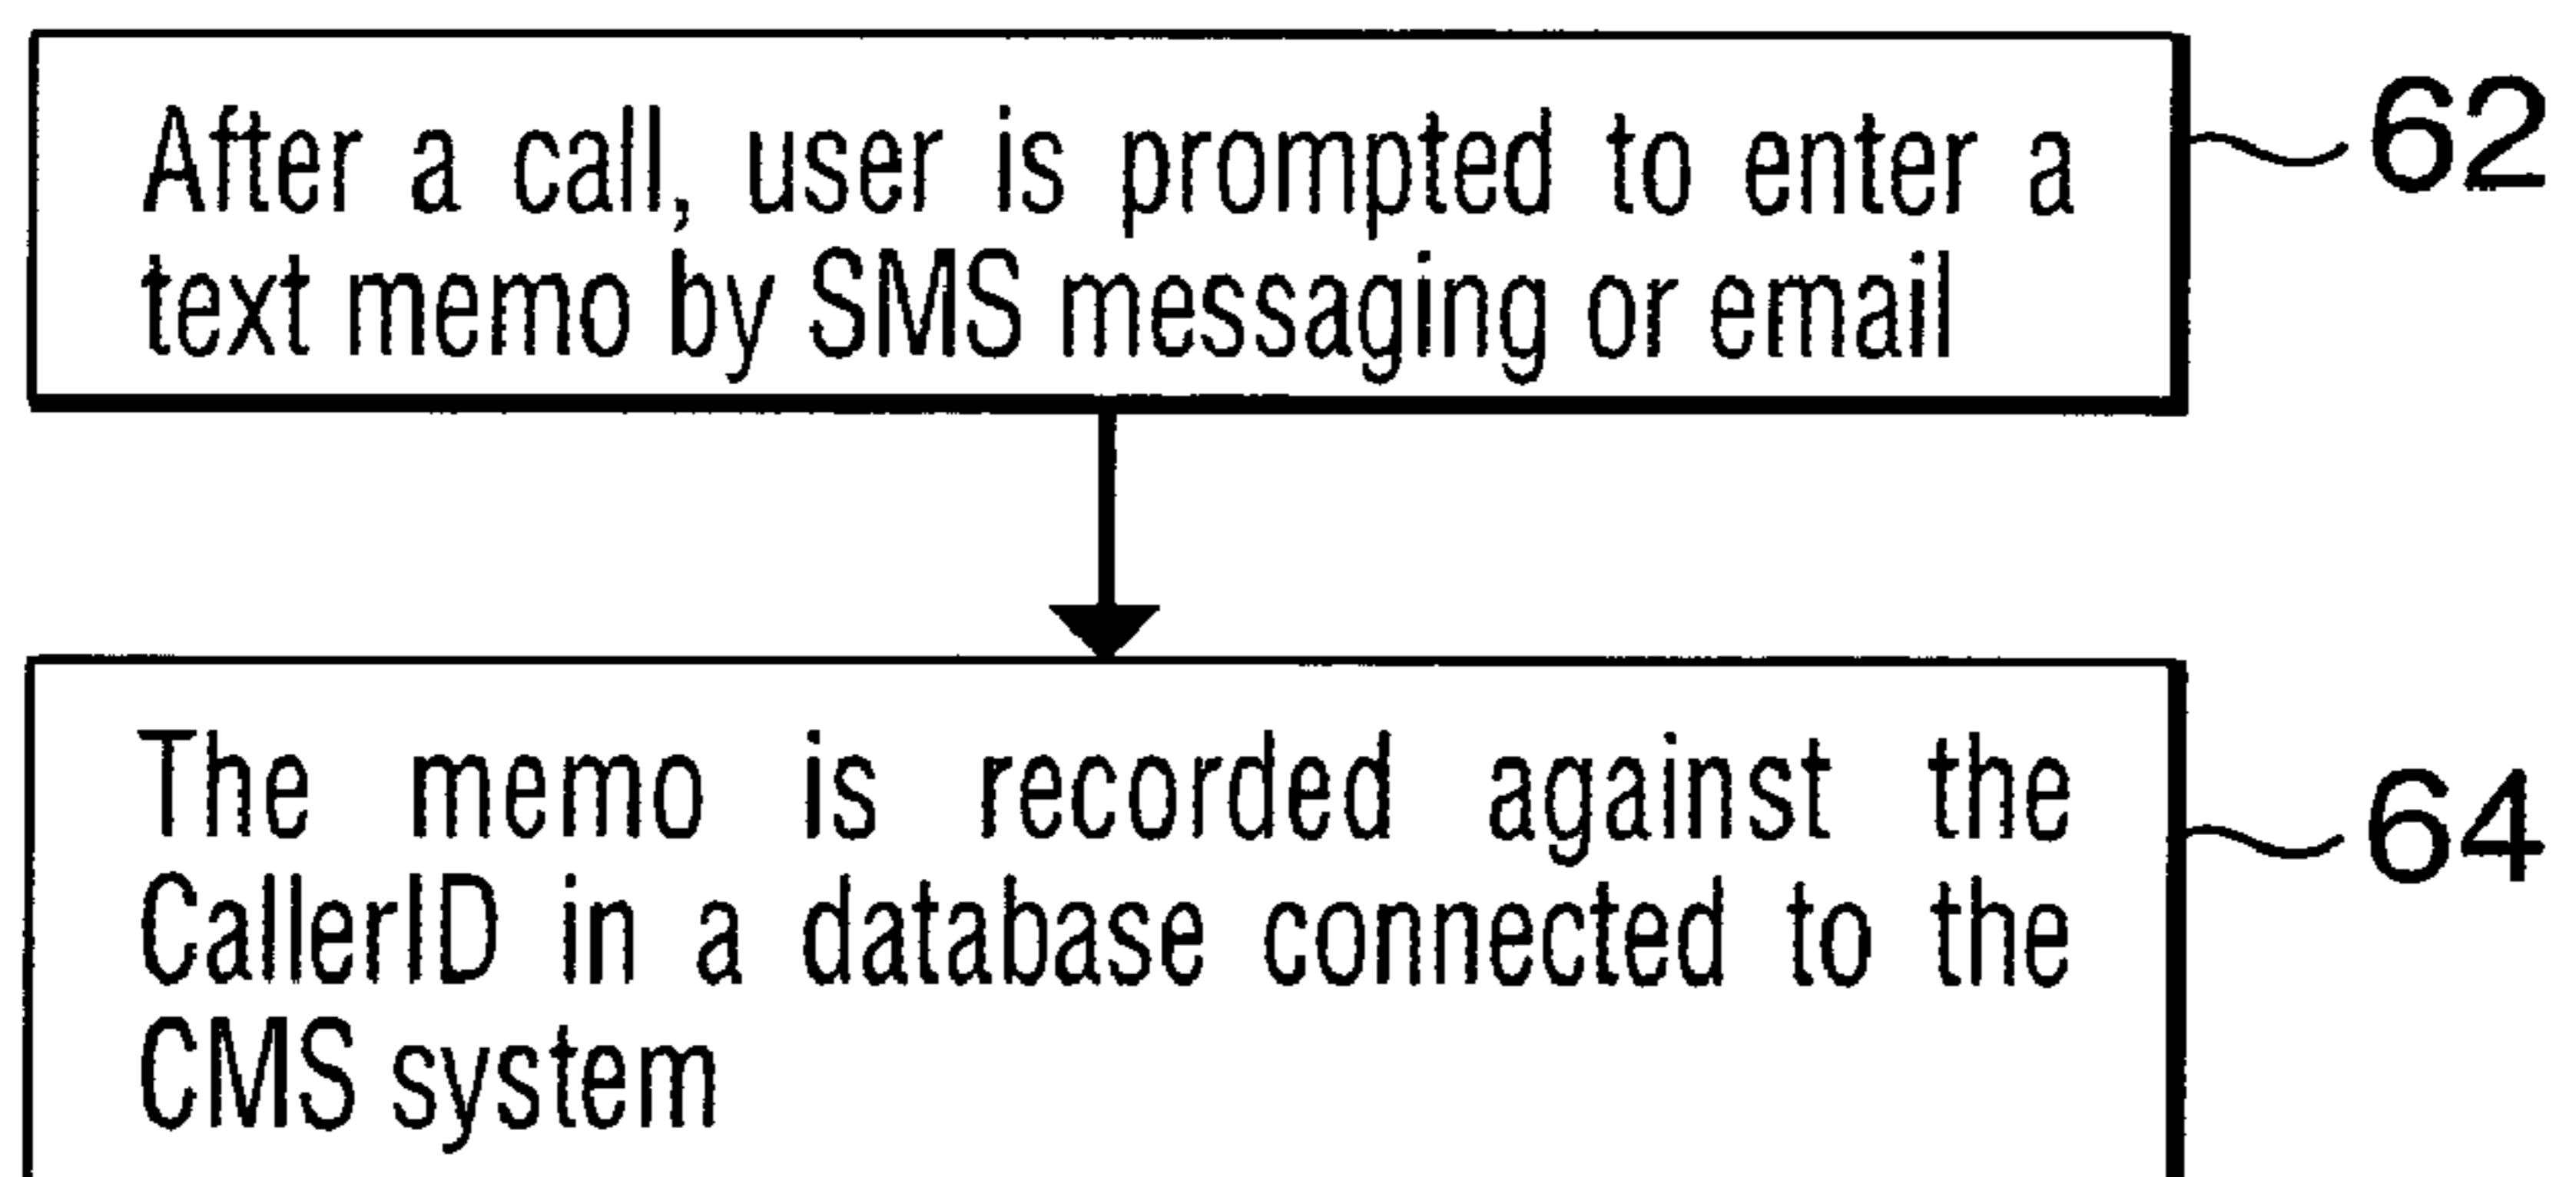 After a call, user is prompted to enter a
text memo by SMS messaging or email
62
The memo is recorded against the
CallerID in a database connected to the
CMS system
64